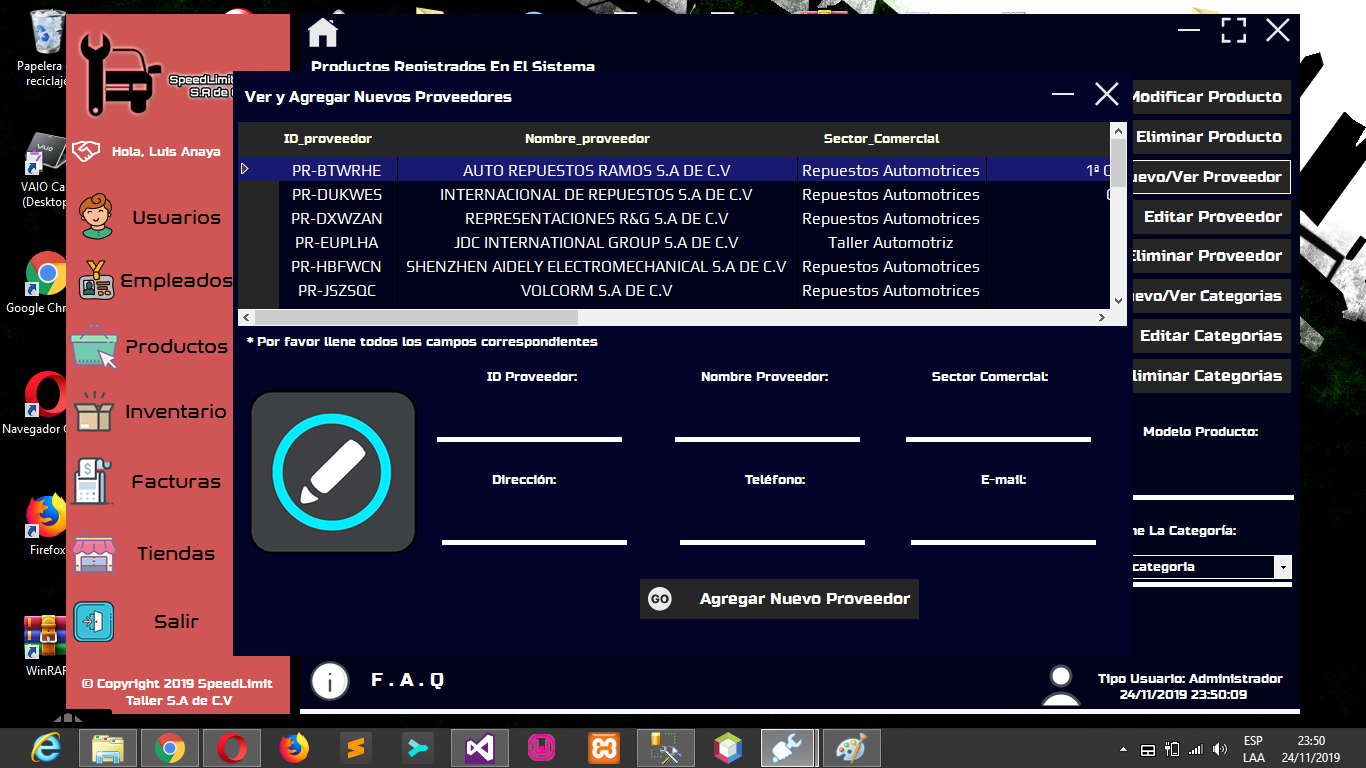 Papelera
reciclaje
VAIO Ca
(Desktop
Google Chr
Navegador
Firefox
WinRAR
SpeedLimit
S.A de C
Hola, Luis Anaya
Usuarios
Empleados
Productos
Inventario
Facturas
Tiendas
Salir
© Copyright 2019 SpeedLimit
Taller S.A de C.V
Productos Registrados En El Sistema
Ver y Agregar Nuevos Proveedores
ID_proveedor Nombre_proveedor Sector_Comercial
PR-BTWRHE AUTO REPUESTOS RAMOS S.A DE C.V Repuestos Automotrices 1ª C
PR-DUKWES INTERNACIONAL DE REPUESTOS S.A DE C.V Repuestos Automotrices
PR-DXWZAN REPRESENTACIONES R&G S.A DE C.V Repuestos Automotrices
PR-EUPLHA JDC INTERNATIONAL GROUP S.A DE C.V Taller Automotriz
PR-HBFWCN SHENZHEN AIDELY ELECTROMECHANICAL S.A DE C.V Repuestos Automotrices
PR-JSZSQC VOLCORM S.A DE C.V Repuestos Automotrices
* Por favor llene todos los campos correspondientes
ID Proveedor: Nombre Proveedor: Sector Comercial:
Dirección: Teléfono: E-mail:
GO Agregar Nuevo Proveedor
Modificar Producto
Eliminar Producto
uevo/Ver Proveedor
Editar Proveedor
Eliminar Proveedor
uevo/Ver Categorias
Editar Categorias
liminar Categorias
Modelo Producto:
ne La Categoría:
categoria
F . A . Q
Tipo Usuario: Administrador
24/11/2019 23:50:09
ESP 23:50
LAA 24/11/2019